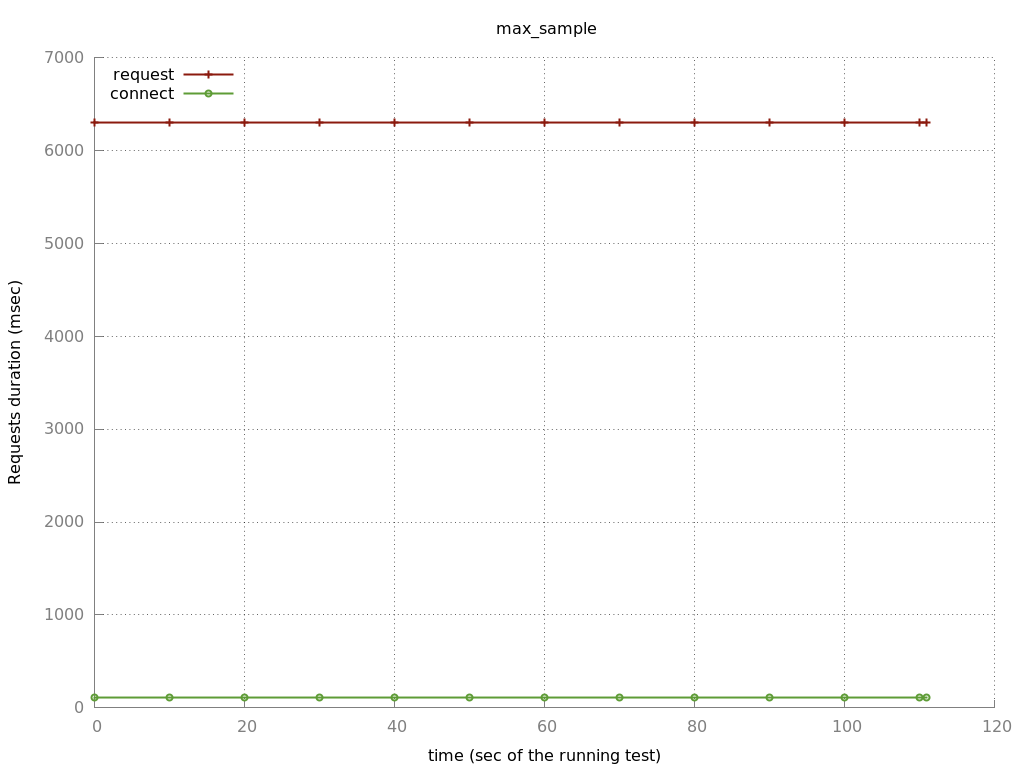 max_sample
7000
request
connect
6000
5000
4000
3000
2000
1000
0
0 20 40 60 80 100 120
Requests duration (msec)
time (sec of the running test)